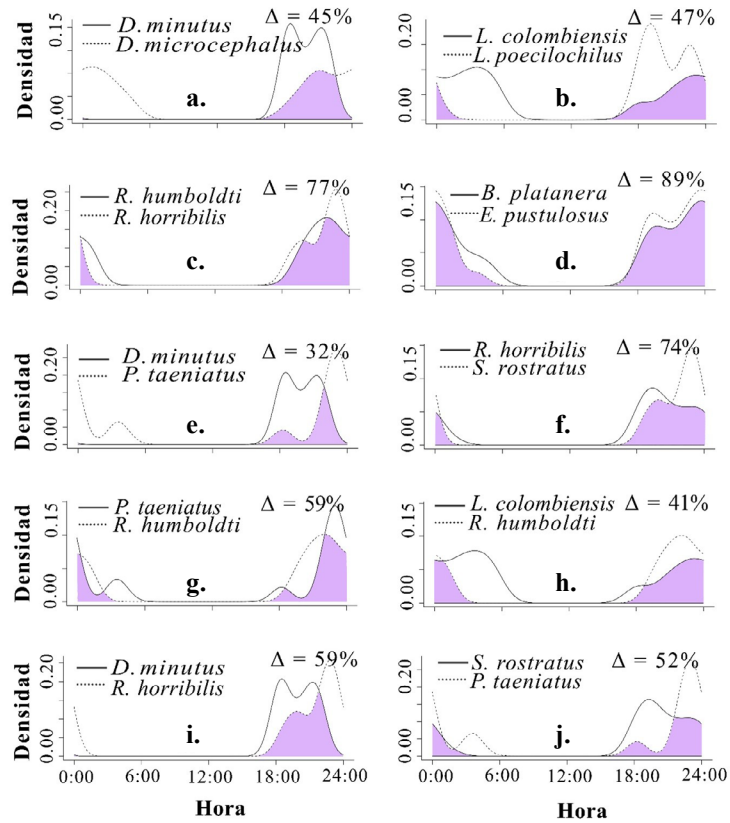 Δ = 45%
D. minutus
D. microcephalus
Densidad
0.15
0.00
a.
Δ = 47%
L. colombiensis
L. poecilochilus
0.20
0.00
b.
Δ = 77%
R. humboldti
R. horribilis
Densidad
0.20
0.00
c.
Δ = 89%
B. platanera
E. pustulosus
0.15
0.00
d.
Δ = 32%
D. minutus
P. taeniatus
Densidad
0.20
0.00
e.
Δ = 74%
R. horribilis
S. rostratus
0.15
0.00
f.
Δ = 59%
P. taeniatus
R. humboldti
Densidad
0.15
0.00
g.
Δ = 41%
L. colombiensis
R. humboldti
0.15
0.00
h.
Δ = 59%
D. minutus
R. horribilis
Densidad
0.20
0.00
i.
0:00 6:00 12:00 18:00 24:00
Hora
Δ = 52%
S. rostratus
P. taeniatus
0.20
0.00
j.
0:00 6:00 12:00 18:00 24:00
Hora